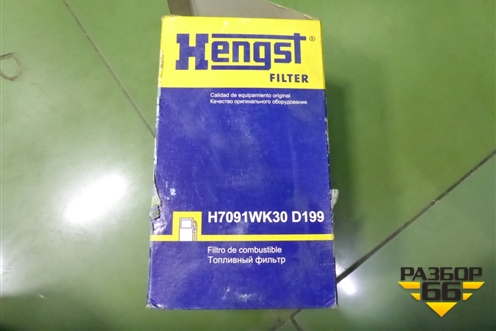 Hengst®
FILTER
Calidad de equipamiento original
Качество оригинального оборудования
H7091WK30 D199
Filtro de combustible
Топливный фильтр
РАЗБОР
66